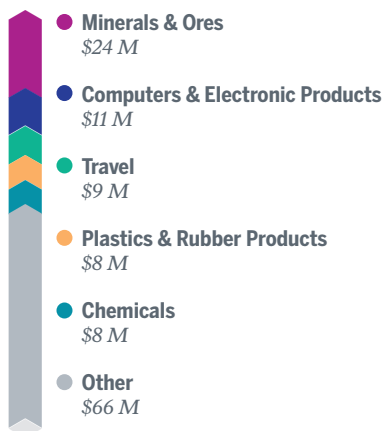 Minerals & Ores
$24 M
Computers & Electronic Products
$11 M
Travel
$9 M
Plastics & Rubber Products
$8 M
Chemicals
$8 M
Other
$66 M